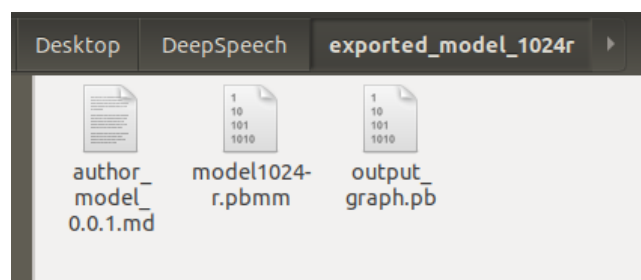 Desktop DeepSpeech exported_model_1024r
1
10
101
1010
1
10
101
1010
author_
model_
0.0.1.md
model1024-
r.pbmm
output_
graph.pb